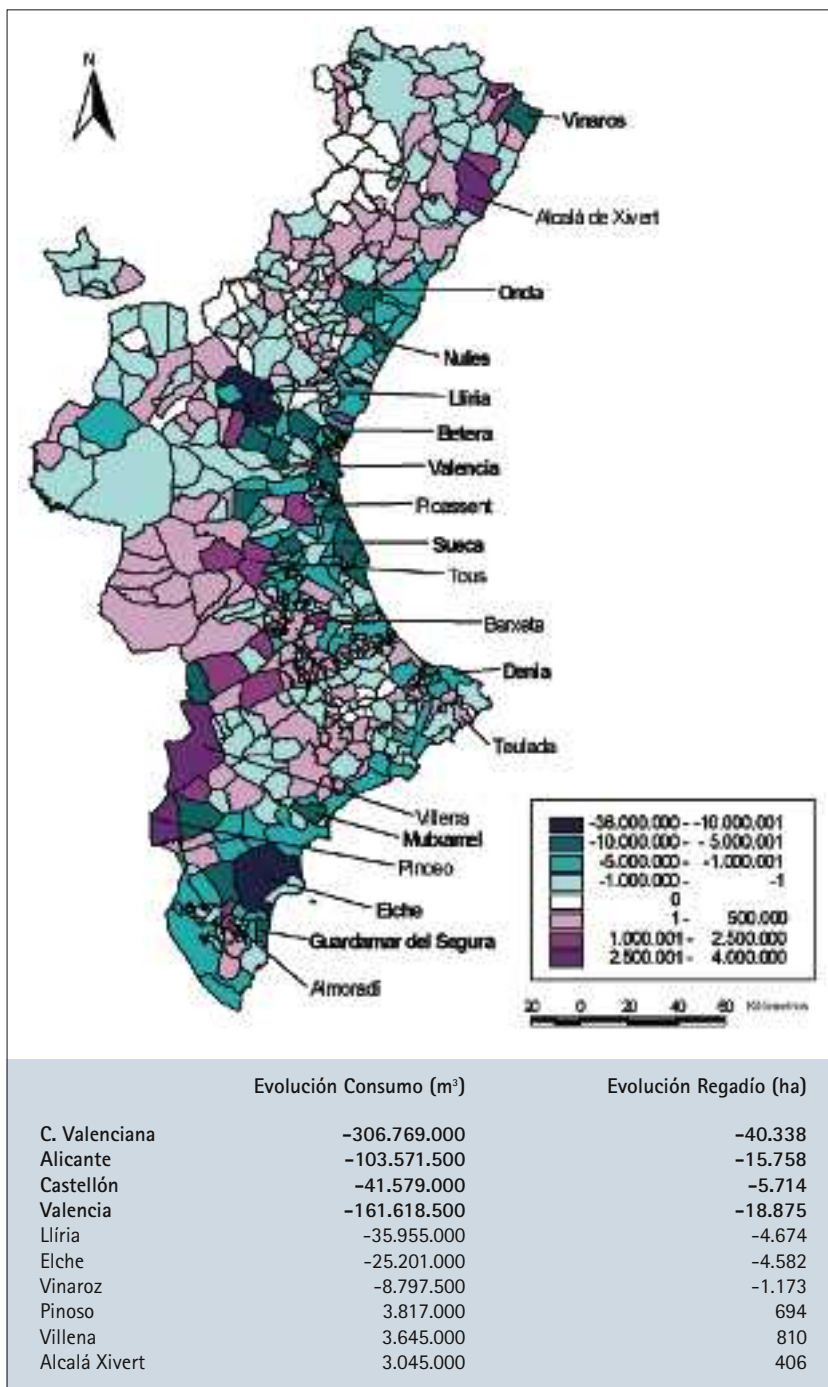 N
Vinaros
Alcalá de Xivert
Onda
Nules
Llíria
Betera
Valencia
Picassent
Sueca
Tous
Barxeta
Denia
Teulada
Villena
Mutxamel
Pinoso
Elche
Guardamar del Segura
Almoradí
-36.000.000 - -10.000.001
-10.000.000 - -5.000.001
-5.000.000 - -1.000.001
-1.000.000 - -1
0
1 - 500.000
1.000.001 - 2.500.000
2.500.001 - 4.000.000
20 0 20 40 60 Kilómetros
Evolución Consumo (m³) Evolución Regadío (ha)
C. Valenciana -306.769.000 -40.338
Alicante -103.571.500 -15.758
Castellón -41.579.000 -5.714
Valencia -161.618.500 -18.875
Llíria -35.955.000 -4.674
Elche -25.201.000 -4.582
Vinaroz -8.797.500 -1.173
Pinoso 3.817.000 694
Villena 3.645.000 810
Alcalá Xivert 3.045.000 406